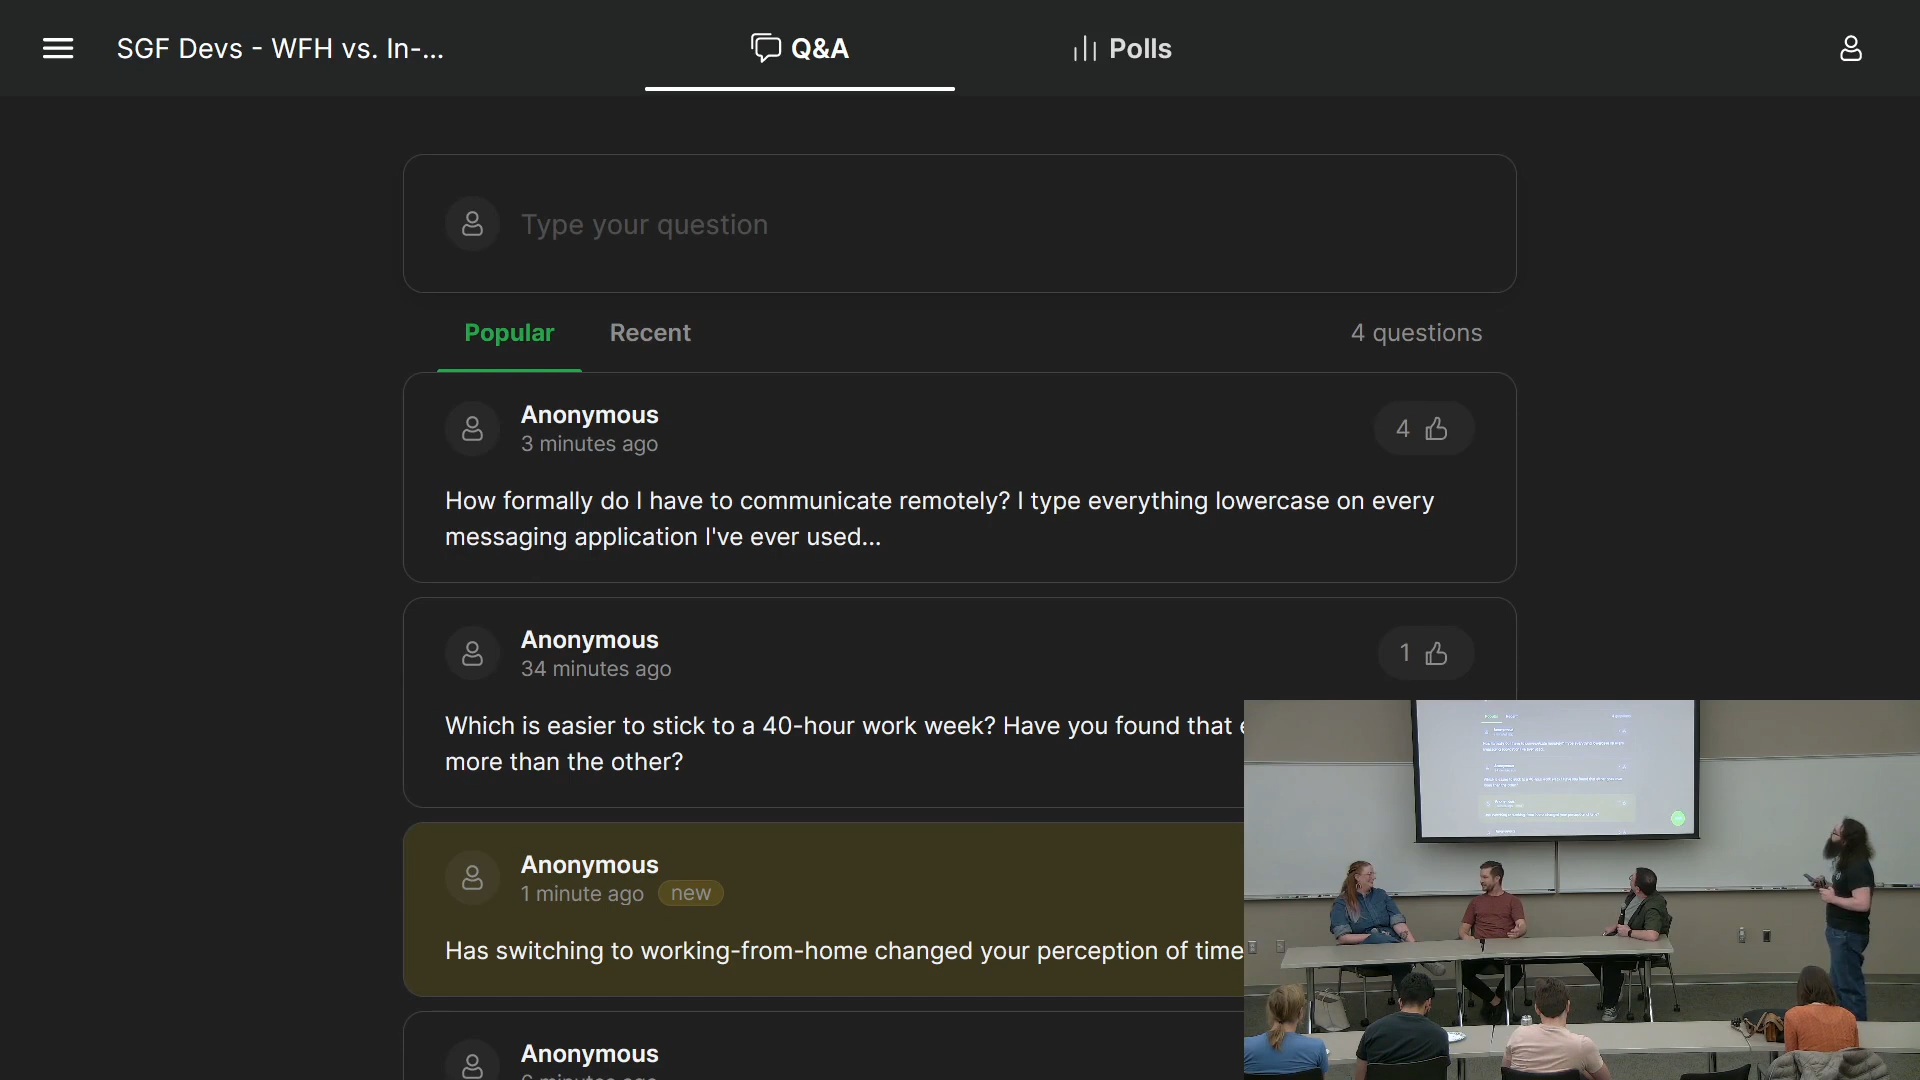 SGF Devs - WFH vs. In-...
Q&A
Polls
Type your question
Popular
Recent
4 questions
Anonymous
3 minutes ago
4
How formally do I have to communicate remotely? I type everything lowercase on every
messaging application I've ever used...
Anonymous
34 minutes ago
1
Which is easier to stick to a 40-hour work week? Have you found that
more than the other?
Anonymous
1 minute ago
new
Has switching to working-from-home changed your perception of time
Anonymous